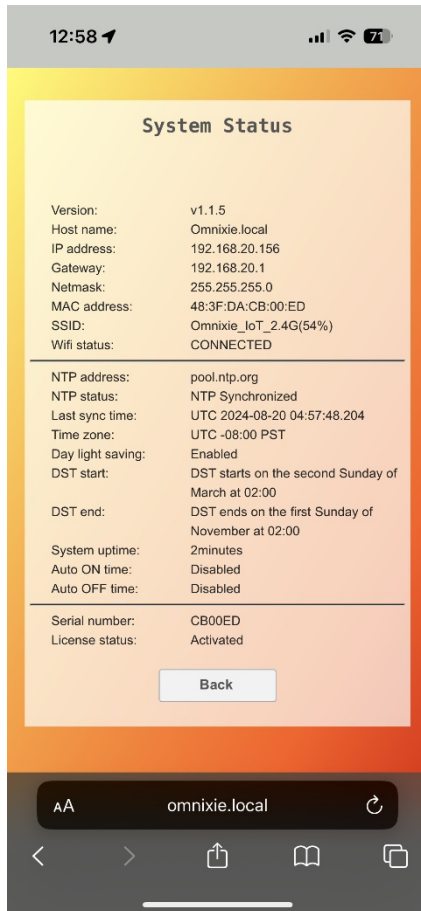 12:58
71
System Status
Version: v1.1.5
Host name: Omnixie.local
IP address: 192.168.20.156
Gateway: 192.168.20.1
Netmask: 255.255.255.0
MAC address: 48:3F:DA:CB:00:ED
SSID: Omnixie_IoT_2.4G(54%)
Wifi status: CONNECTED
NTP address: pool.ntp.org
NTP status: NTP Synchronized
Last sync time: UTC 2024-08-20 04:57:48.204
Time zone: UTC -08:00 PST
Day light saving: Enabled
DST start: DST starts on the second Sunday of
March at 02:00
DST end: DST ends on the first Sunday of
November at 02:00
System uptime: 2minutes
Auto ON time: Disabled
Auto OFF time: Disabled
Serial number: CB00ED
License status: Activated
Back
AA omnixie.local